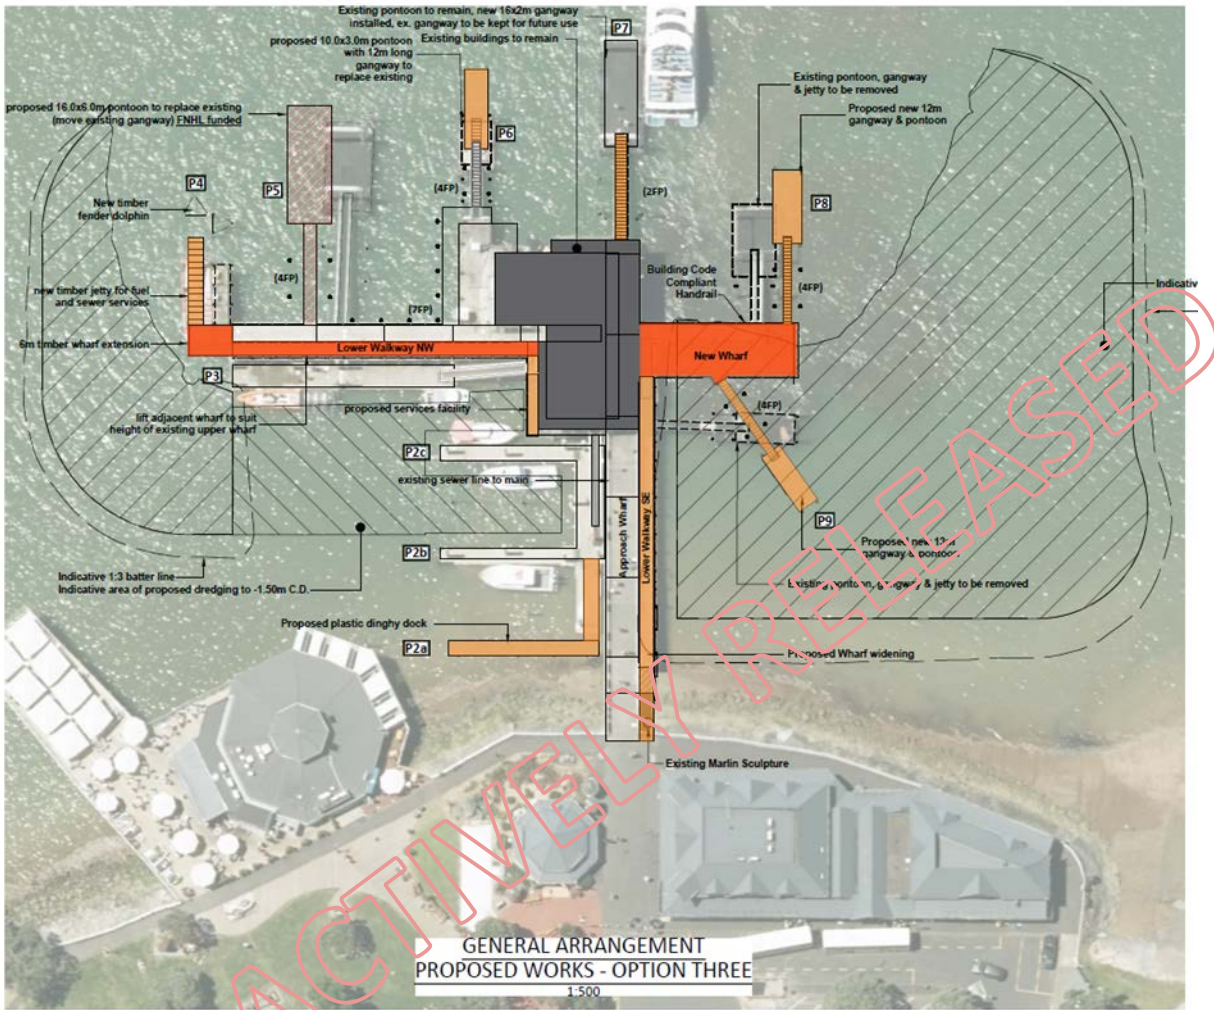 Existing pontoon to remain, new 16x2m gangway
installed, ex. gangway to be kept for future use
P7
proposed 10.0x3.0m pontoon
with 12m long
gangway to
replace existing
Existing buildings to remain
Existing pontoon, gangway
& jetty to be removed
Proposed new 12m
gangway & pontoon
proposed 16.0x6.0m pontoon to replace existing
(move existing gangway) FNHL funded
P6
P4
P5
(4FP)
(2FP)
P8
New timber
fender dolphin
Building Code
Compliant
Handrail
(4FP)
(4FP)
Indicativ
new timber jetty for fuel
and sewer services
(7FP)
6m timber wharf extension
Lower Walkway NW
New Wharf
P3
proposed services facility
(4FP)
lift adjacent wharf to suit
height of existing upper wharf
P2c
existing sewer line to main
Approach Wharf
Lower Walkway SE
P9
Proposed new 12m
gangway & pontoon
P2b
Indicative 1:3 batter line
Indicative area of proposed dredging to -1.50m C.D.
Existing pontoon, gangway & jetty to be removed
Proposed plastic dinghy dock
P2a
Proposed Wharf widening
Existing Marlin Sculpture
ACTIVELY RELEASED
GENERAL ARRANGEMENT
PROPOSED WORKS - OPTION THREE
1:500